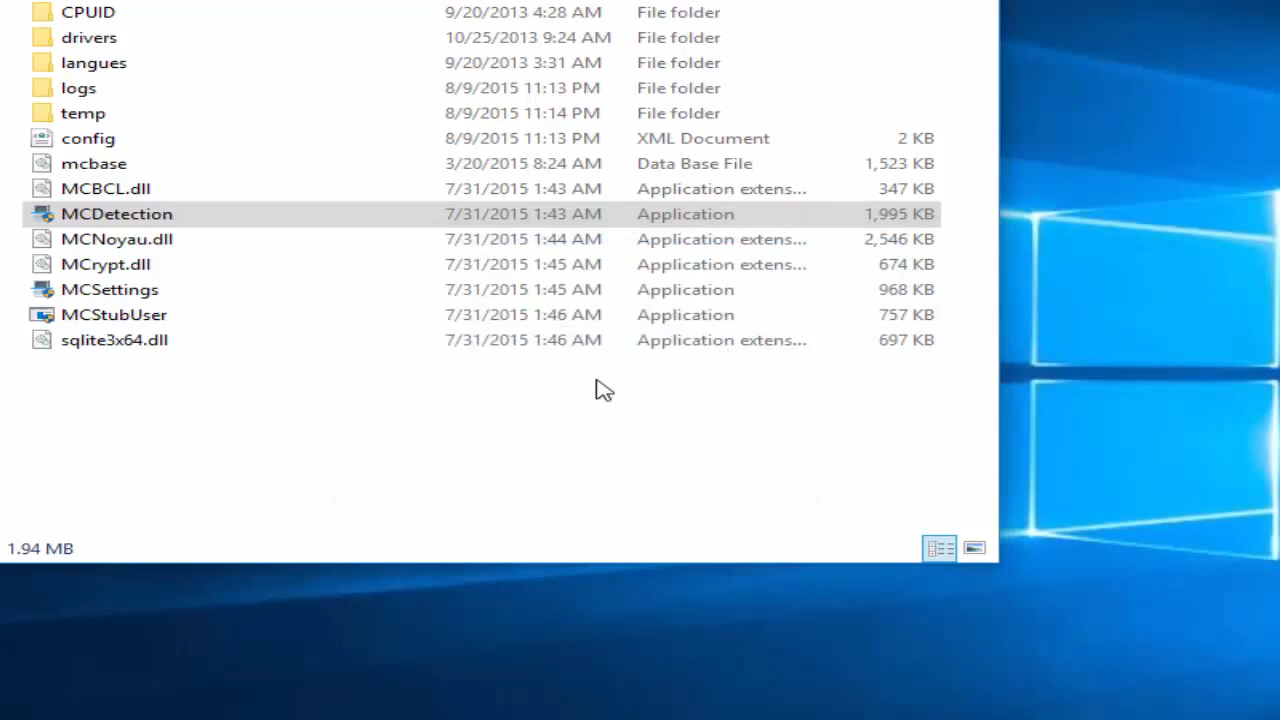 CPUID 9/20/2013 4:28 AM File folder
drivers 10/25/2013 9:24 AM File folder
langues 9/20/2013 3:31 AM File folder
logs 8/9/2015 11:13 PM File folder
temp 8/9/2015 11:14 PM File folder
config 8/9/2015 11:13 PM XML Document 2 KB
mcbase 3/20/2015 8:24 AM Data Base File 1,523 KB
MCBCL.dll 7/31/2015 1:43 AM Application extens... 347 KB
MCDetection 7/31/2015 1:43 AM Application 1,995 KB
MCNoyau.dll 7/31/2015 1:44 AM Application extens... 2,546 KB
MCrypt.dll 7/31/2015 1:45 AM Application extens... 674 KB
MCSettings 7/31/2015 1:45 AM Application 968 KB
MCStubUser 7/31/2015 1:46 AM Application 757 KB
sqlite3x64.dll 7/31/2015 1:46 AM Application extens... 697 KB
1.94 MB